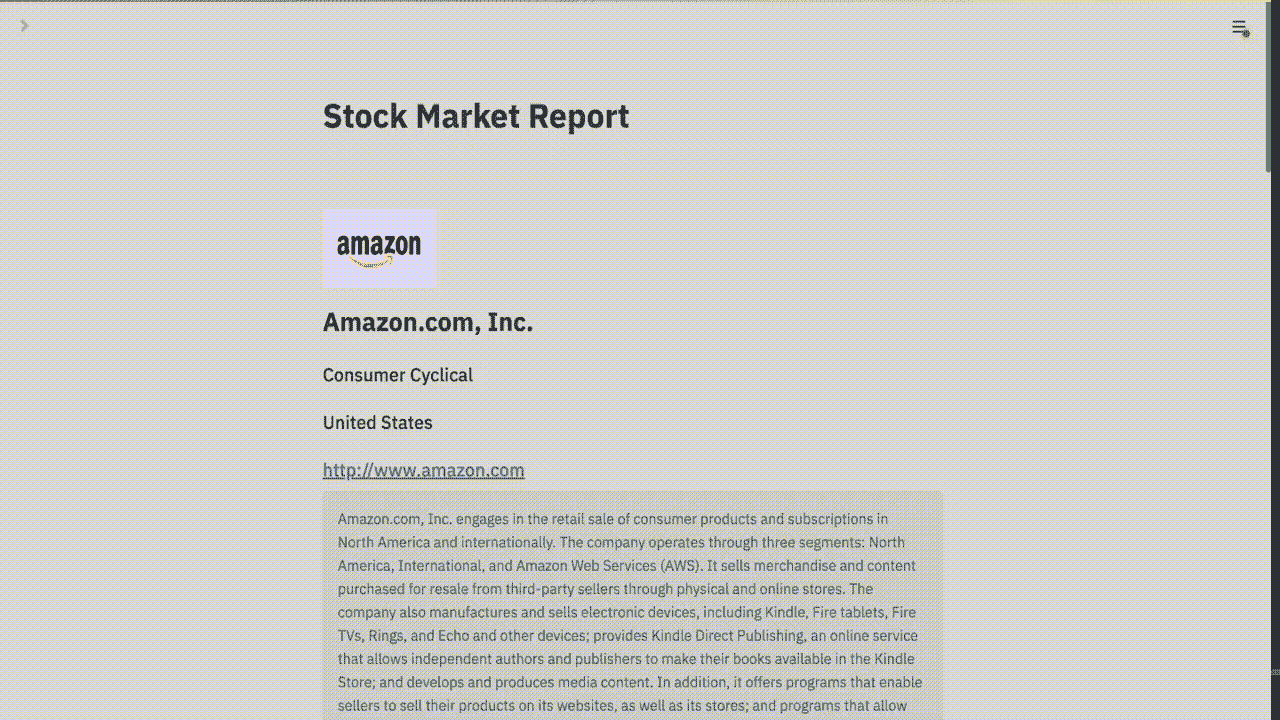 Stock Market Report
amazon
Amazon.com, Inc.
Consumer Cyclical
United States
http://www.amazon.com
Amazon.com, Inc. engages in the retail sale of consumer products and subscriptions in
North America and internationally. The company operates through three segments: North
America, International, and Amazon Web Services (AWS). It sells merchandise and content
purchased for resale from third-party sellers through physical and online stores. The
company also manufactures and sells electronic devices, including Kindle, Fire tablets, Fire
TVs, Rings, and Echo and other devices; provides Kindle Direct Publishing, an online service
that allows independent authors and publishers to make their books available in the Kindle
Store; and develops and produces media content. In addition, it offers programs that enable
sellers to sell their products on its websites, as well as its stores; and programs that allow